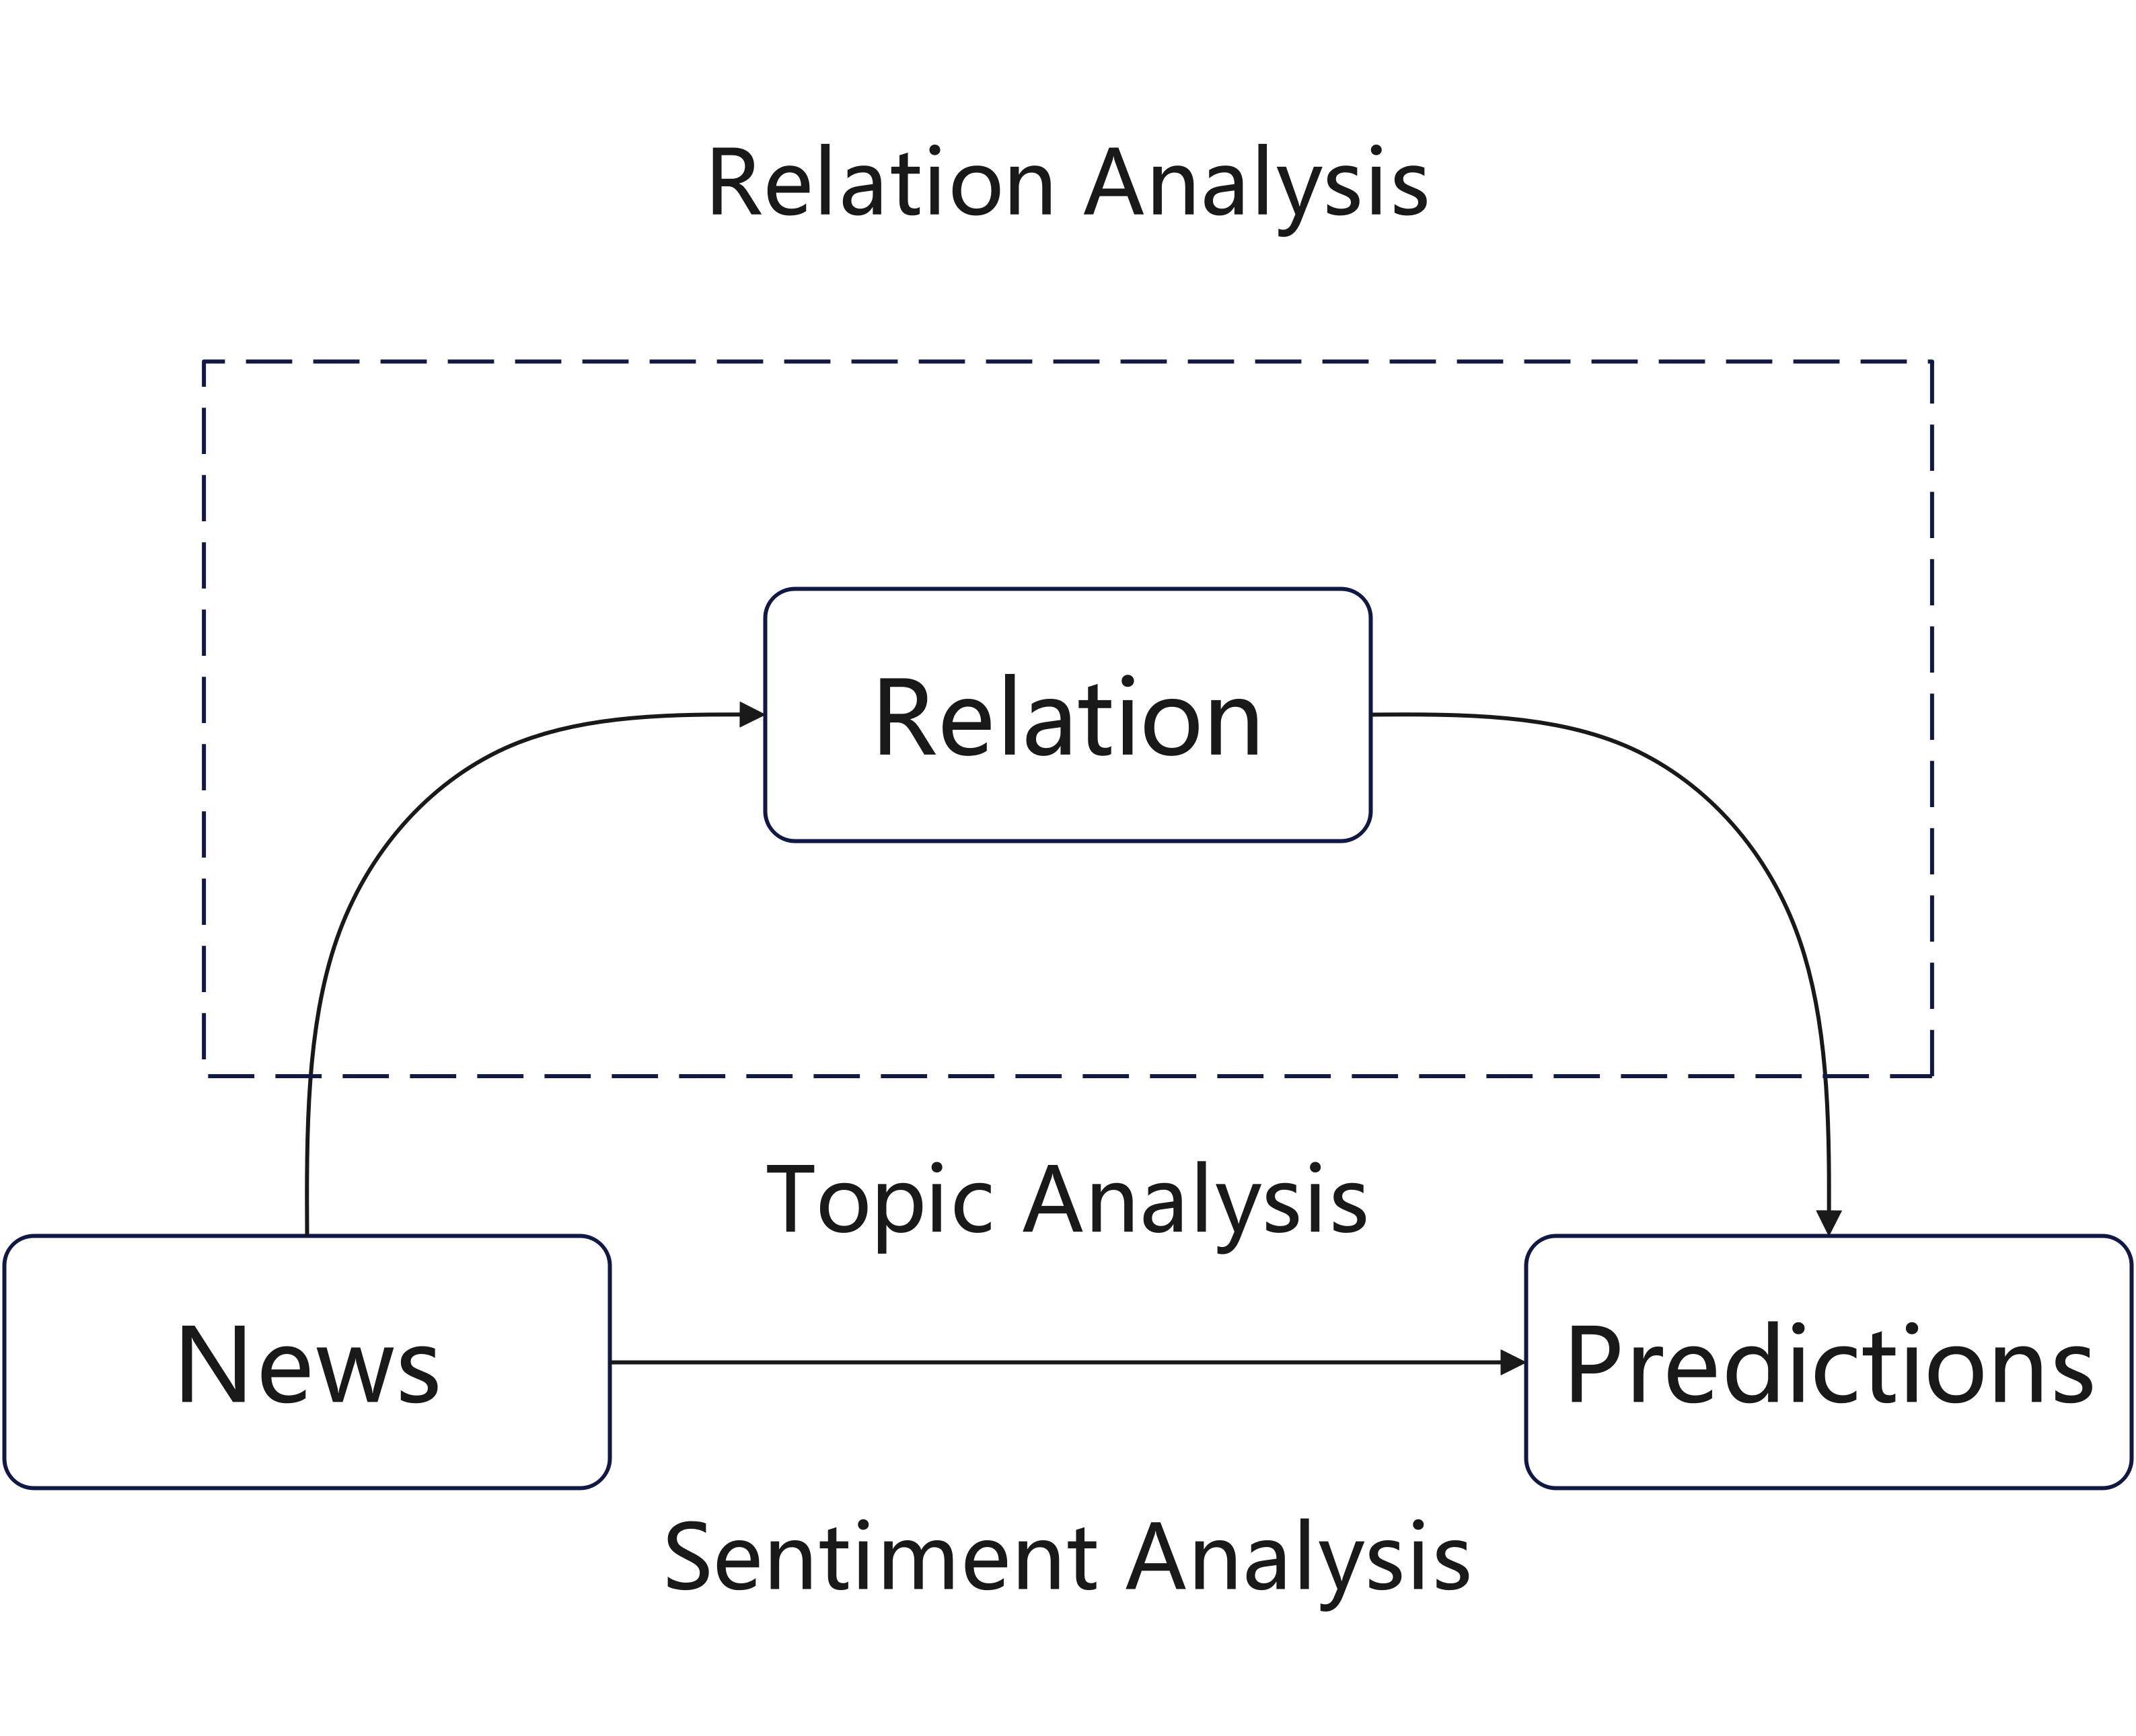 Relation Analysis
Relation
Topic Analysis
News
Predictions
Sentiment Analysis